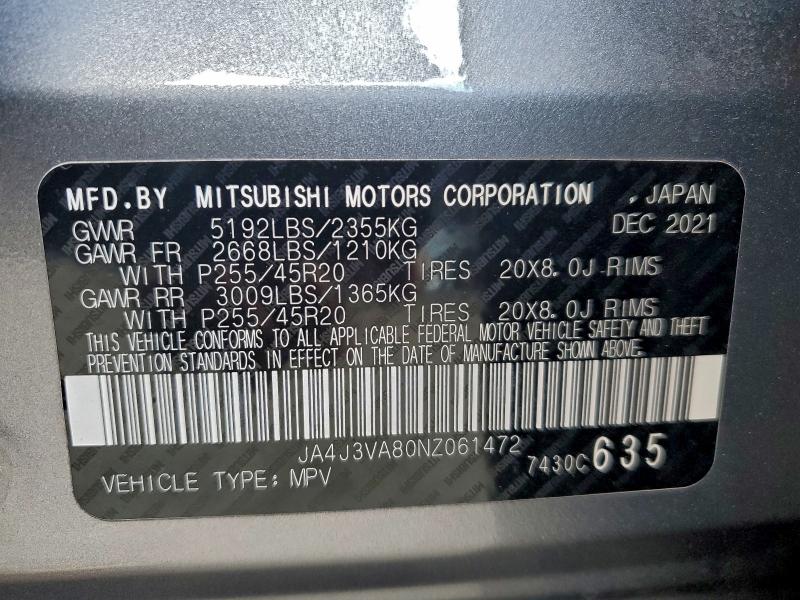 MFD.BY MITSUBISHI MOTORS CORPORATION , JAPAN
GVWR 5192LBS/2355KG DEC 2021
GAWR FR 2668LBS/1210KG
WITH P255/45R20 TIRES 20X8.0J RIMS
GAWR RR 3009LBS/1365KG
WITH P255/45R20 TIRES 20X8.0J RIMS
THIS VEHICLE CONFORMS TO ALL APPLICABLE FEDERAL MOTOR VEHICLE SAFETY AND THEFT
PREVENTION STANDARDS IN EFFECT ON THE DATE OF MANUFACTURE SHOWN ABOVE.
JA4J3VA80NZ061472
7430C635
VEHICLE TYPE: MPV